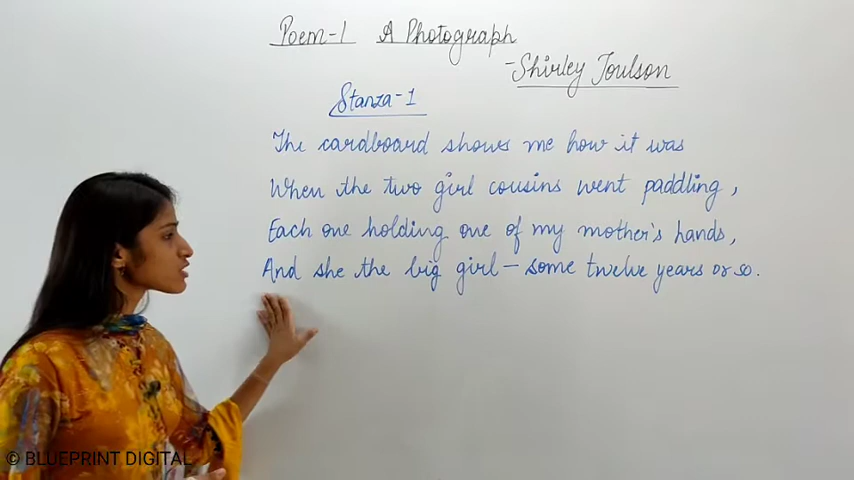 Poem-1 A Photograph
-Shirley Toulson
Stanza-1
The cardboard shows me how it was
When the two girl cousins went paddling,
Each one holding one of my mother's hands,
And she the big girl - some twelve years or so.
© BLUEPRINT DIGITAL